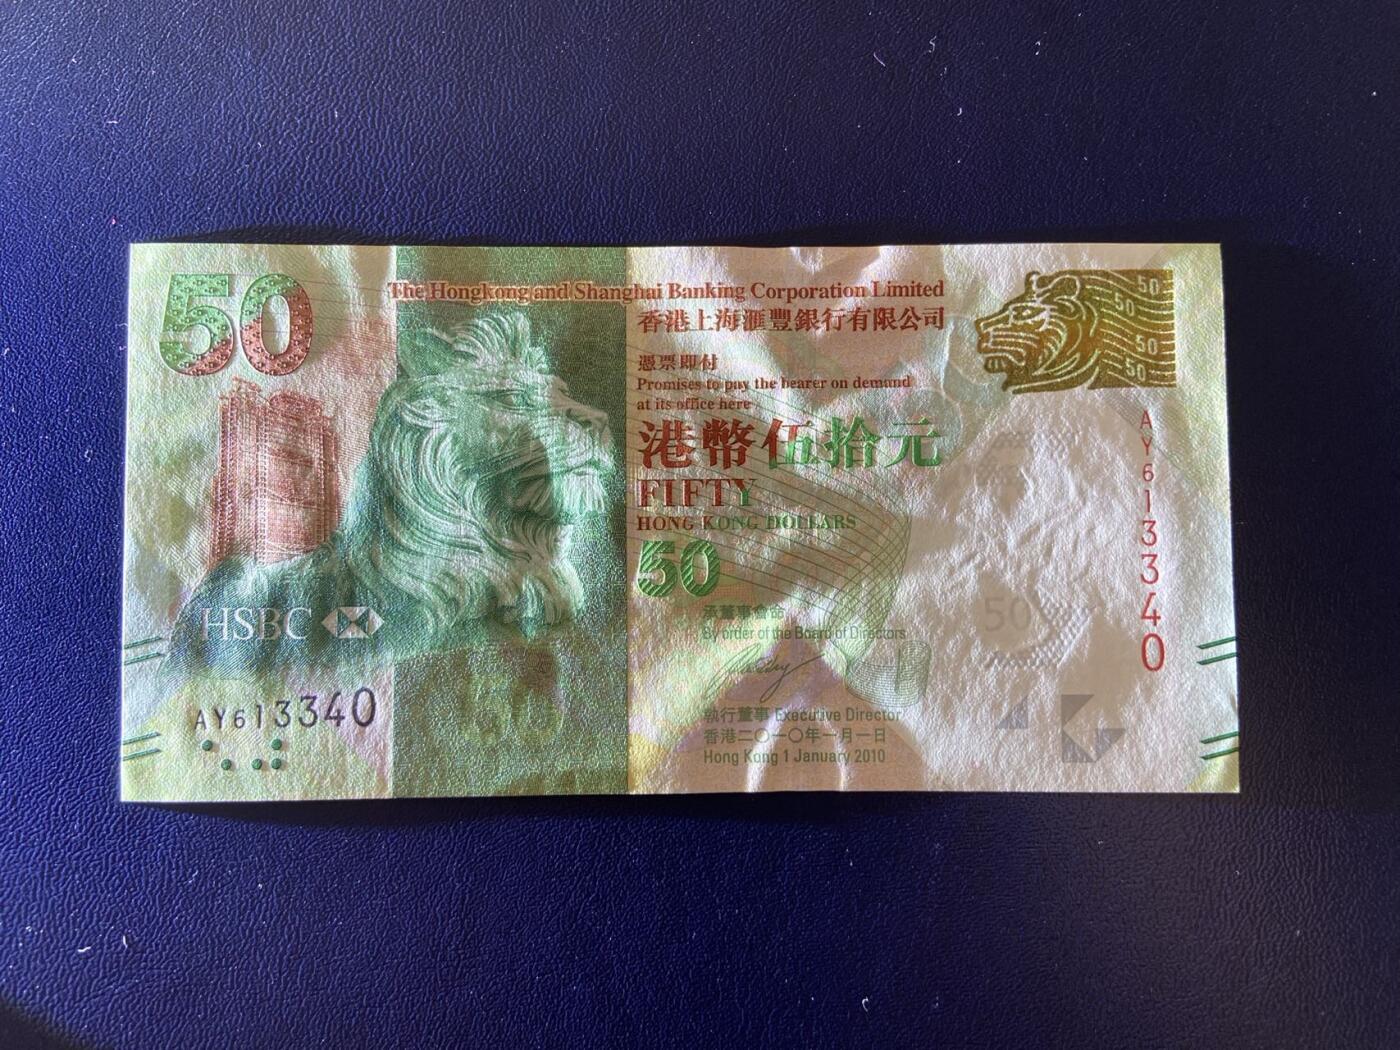 50
The Hongkong and Shanghai Banking Corporation Limited
香港上海滙豐銀行有限公司
憑票即付
Promises to pay the bearer on demand
at its office here
港幣伍拾元
FIFTY
HONG KONG DOLLARS
50
承董事會命
By order of the Board of Directors
執行董事 Executive Director
香港二〇一〇年一月一日
Hong Kong 1 January 2010
HSBC
AY613340
50
50
50
50
AY613340
50